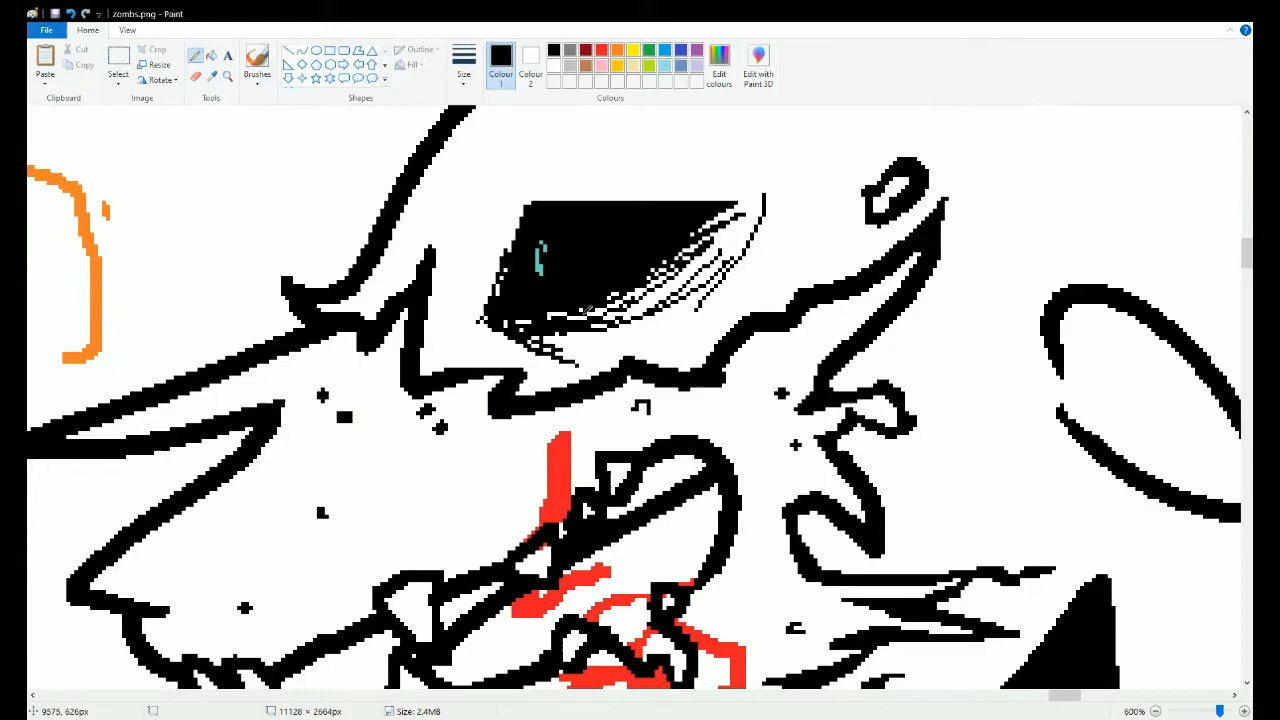 zombs.png - Paint
File Home View
Paste Cut Copy Clipboard
Select Crop Resize Rotate Image
A Tools
Brushes
Outline Fill Shapes
Size
Colour 1 Colour 2 Edit colours Colours
Edit with Paint 3D
9575, 626px 11128 × 2664px Size: 2.4MB 600%